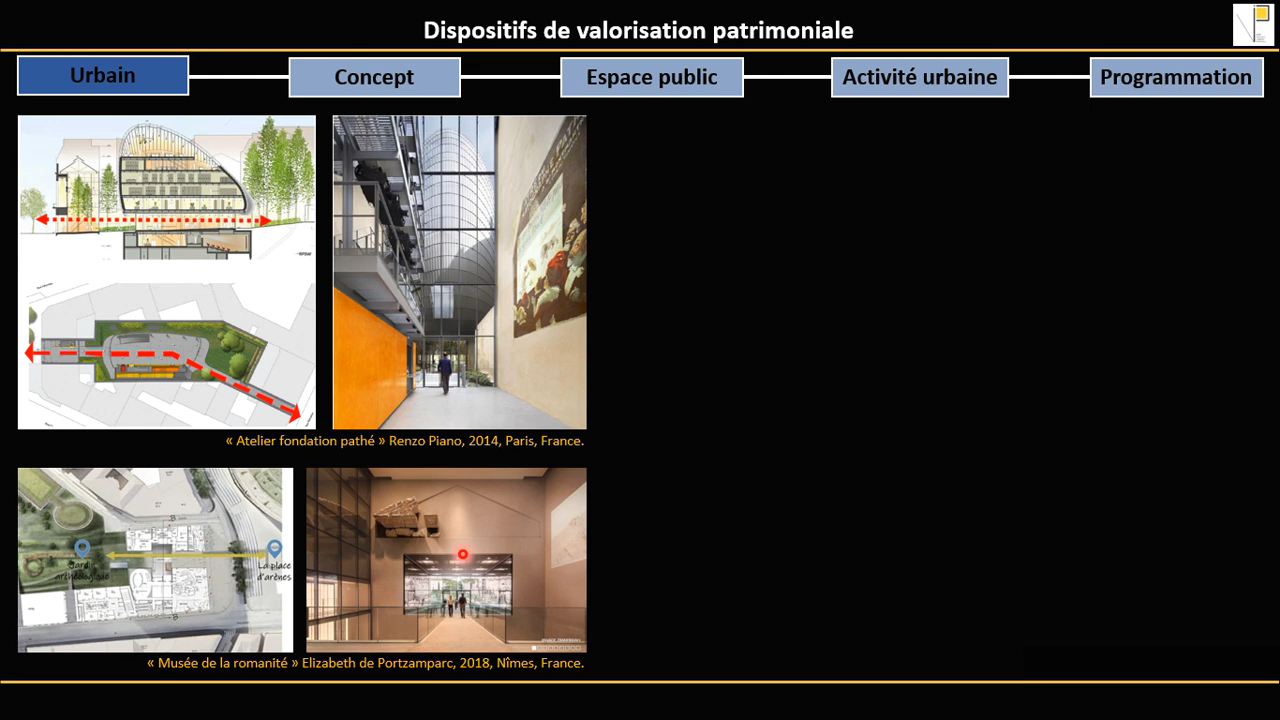 Dispositifs de valorisation patrimoniale
Urbain
Concept
Espace public
Activité urbaine
Programmation
« Atelier fondation pathé » Renzo Piano, 2014, Paris, France.
La place
d'arènes
« Musée de la romanité » Elizabeth de Portzamparc, 2018, Nîmes, France.